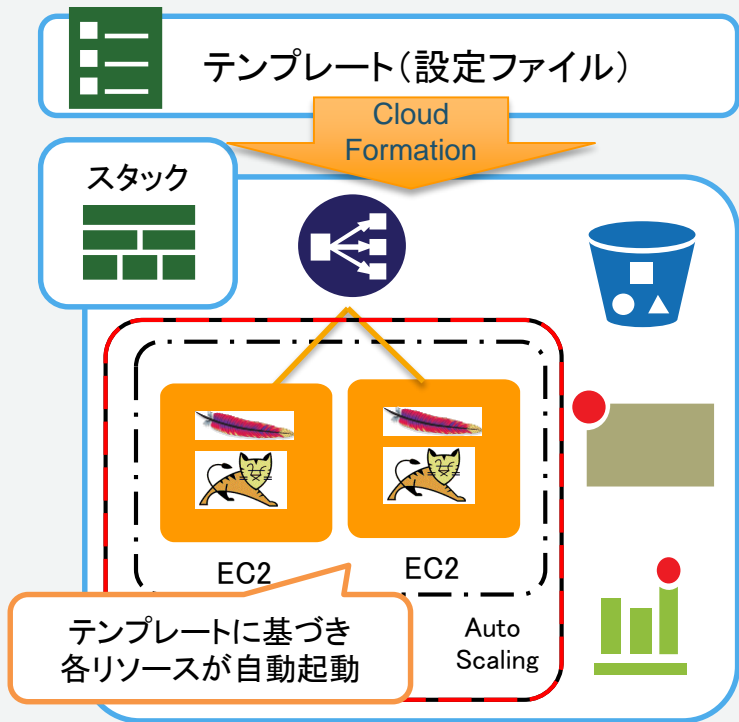 テンプレート(設定ファイル)
Cloud
Formation
スタック
EC2
EC2
Auto
Scaling
テンプレートに基づき
各リソースが自動起動